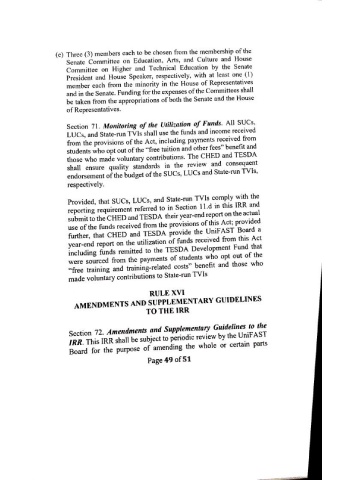 (c) Three (3) members each to be chosen from the membership of the
Senate Committee on Education, Arts, and Culture and House
Committee on Higher and Technical Education by the Senate
President and House Speaker, respectively, with at least one (1)
member each from the minority in the House of Representatives
and in the Senate. Funding for the expenses of the Committees shall
be taken from the appropriations of both the Senate and the House
of Representatives.
Section 71. Monitoring of the Utilization of Funds. All SUCs,
LUCs, and State-run TVIs shall use the funds and income received
from the provisions of the Act, including payments received from
students who opt out of the "free tuition and other fees" benefit and
those who made voluntary contributions. The CHED and TESDA
shall ensure quality standards in the review and consequent
endorsement of the budget of the SUCs, LUCs and State-run TVIs,
respectively.
Provided, that SUCs, LUCs, and State-run TVIs comply with the
reporting requirement referred to in Section 11.d in this IRR and
submit to the CHED and TESDA their year-end report on the actual
use of the funds received from the provisions of this Act; provided
further, that CHED and TESDA provide the UniFAST Board a
year-end report on the utilization of funds received from this Act
including funds remitted to the TESDA Development Fund that
were sourced from the payments of students who opt out of the
"free training and training-related costs" benefit and those who
made voluntary contributions to State-run TVIs
RULE XVI
AMENDMENTS AND SUPPLEMENTARY GUIDELINES
TO THE IRR
Section 72. Amendments and Supplementary Guidelines to the
IRR. This IRR shall be subject to periodic review by the UniFAST
Board for the purpose of amending the whole or certain parts
Page 49 of 51